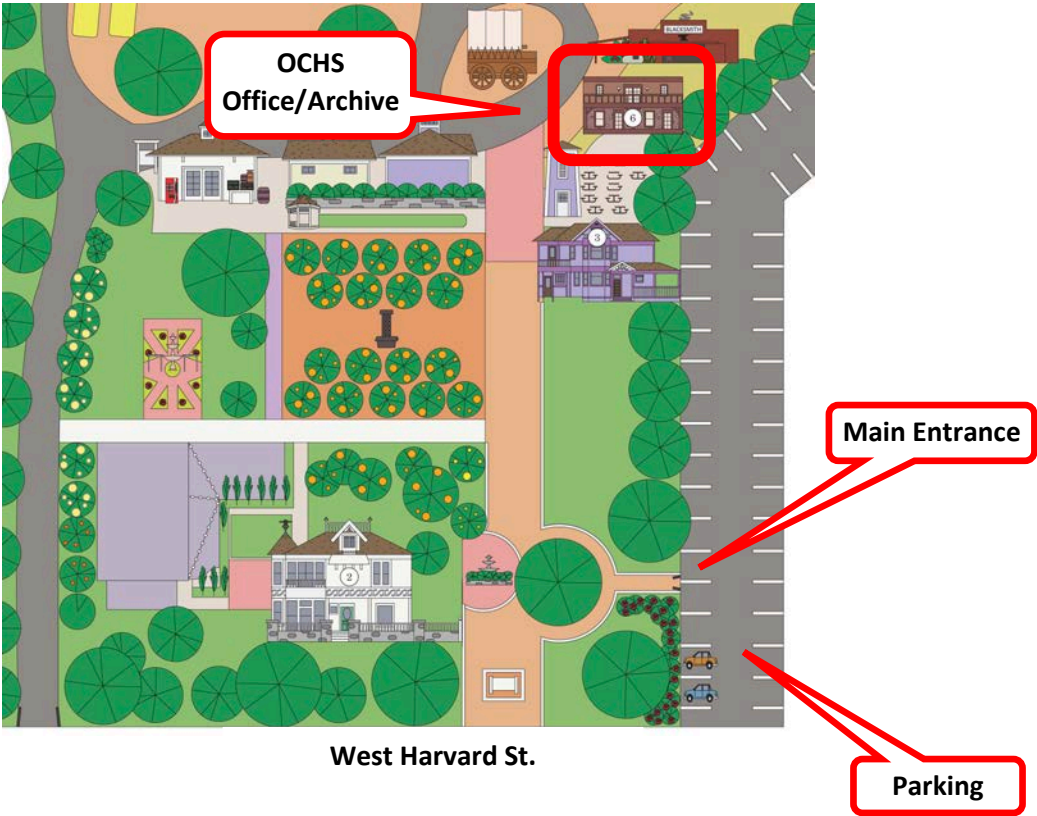 BLACKSMITH
OCHS
Office/Archive
6
3
Main Entrance
2
West Harvard St.
Parking